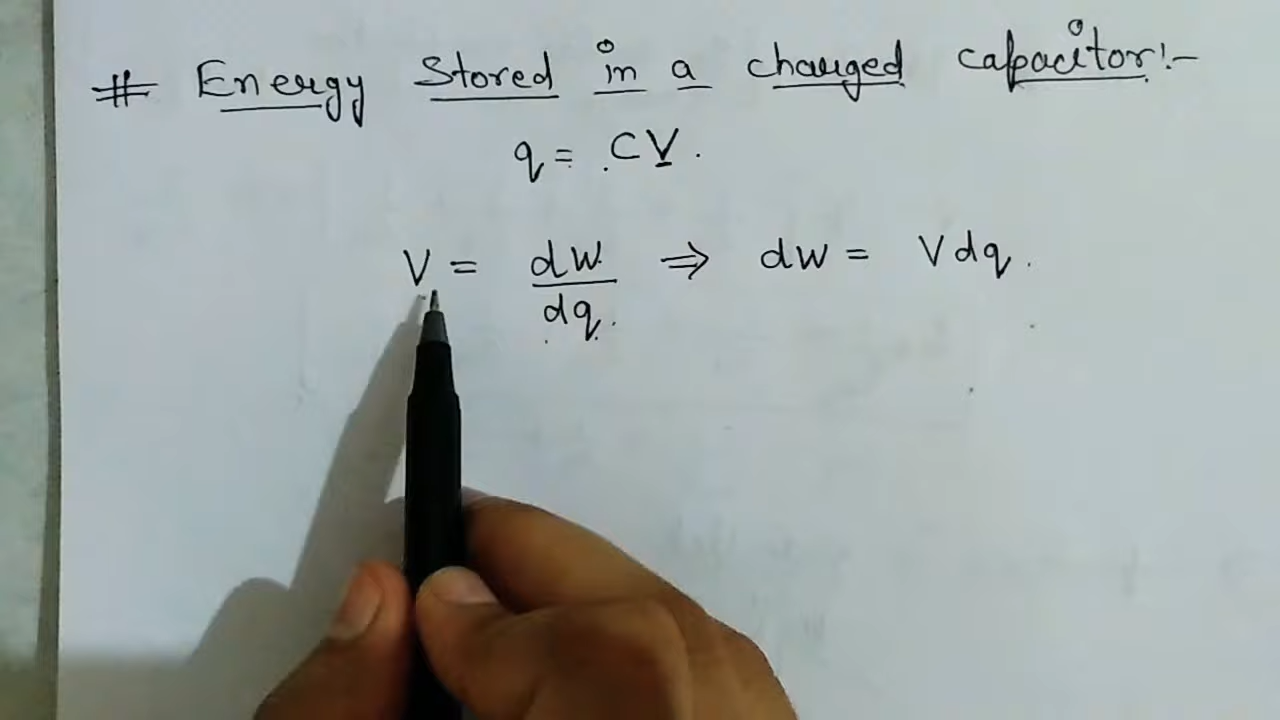 # Energy Stored in a charged capacitor:-
q = CV.
V = dw/dq. ⇒ dw = Vdq.